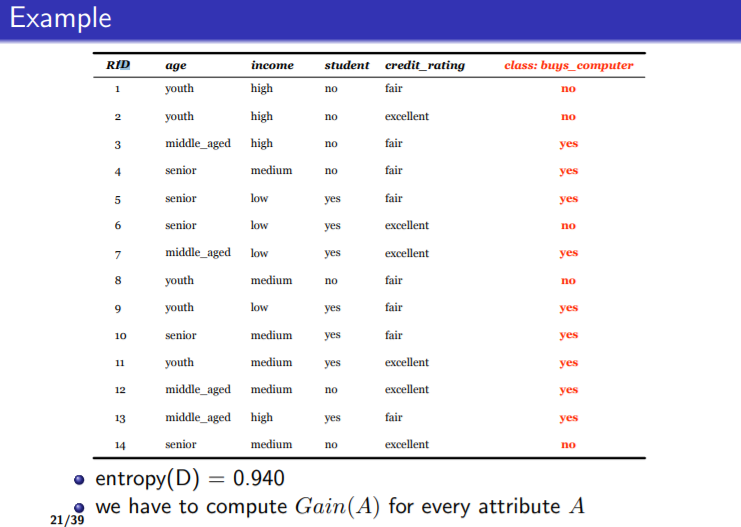 Example
RID age income student credit_rating class: buys_computer
1 youth high no fair no
2 youth high no excellent no
3 middle_aged high no fair yes
4 senior medium no fair yes
5 senior low yes fair yes
6 senior low yes excellent no
7 middle_aged low yes excellent yes
8 youth medium no fair no
9 youth low yes fair yes
10 senior medium yes fair yes
11 youth medium yes excellent yes
12 middle_aged medium no excellent yes
13 middle_aged high yes fair yes
14 senior medium no excellent no
entropy(D) = 0.940
we have to compute Gain(A) for every attribute A
21/39